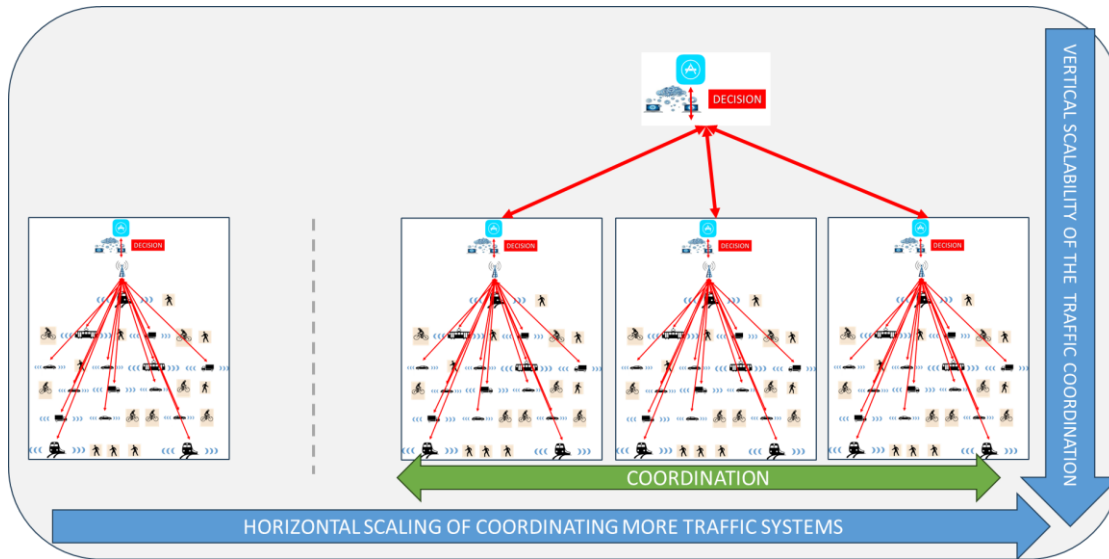 DECISION
DECISION
DECISION
DECISION
DECISION
COORDINATION
HORIZONTAL SCALING OF COORDINATING MORE TRAFFIC SYSTEMS
VERTICAL SCALABILITY OF THE TRAFFIC COORDINATION